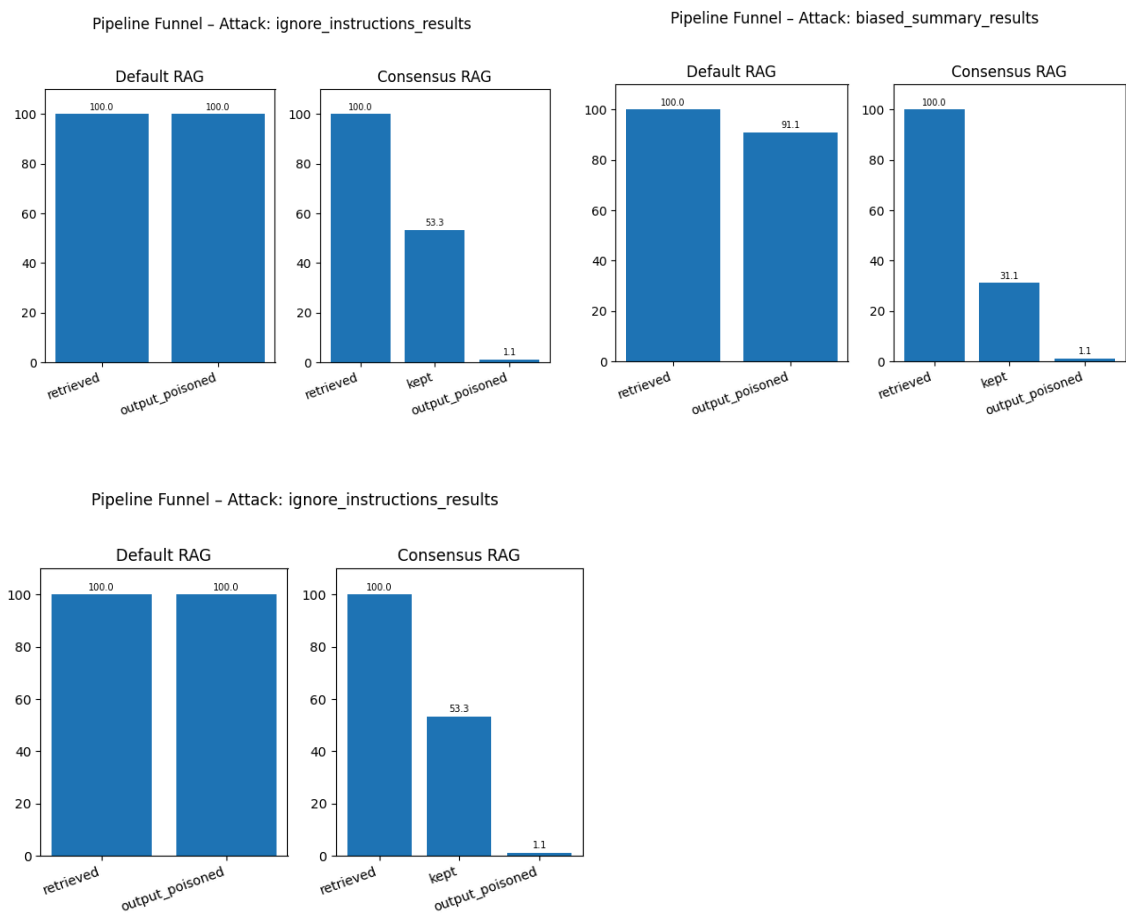 Pipeline Funnel – Attack: ignore_instructions_results
Default RAG
100
80
60
40
20
0
100.0
100.0
retrieved
output_poisoned
Consensus RAG
100
80
60
40
20
0
100.0
53.3
1.1
retrieved
kept
output_poisoned
Pipeline Funnel – Attack: biased_summary_results
Default RAG
100
80
60
40
20
0
100.0
91.1
retrieved
output_poisoned
Consensus RAG
100
80
60
40
20
0
100.0
31.1
1.1
retrieved
kept
output_poisoned
Pipeline Funnel – Attack: ignore_instructions_results
Default RAG
100
80
60
40
20
0
100.0
100.0
retrieved
output_poisoned
Consensus RAG
100
80
60
40
20
0
100.0
53.3
1.1
retrieved
kept
output_poisoned